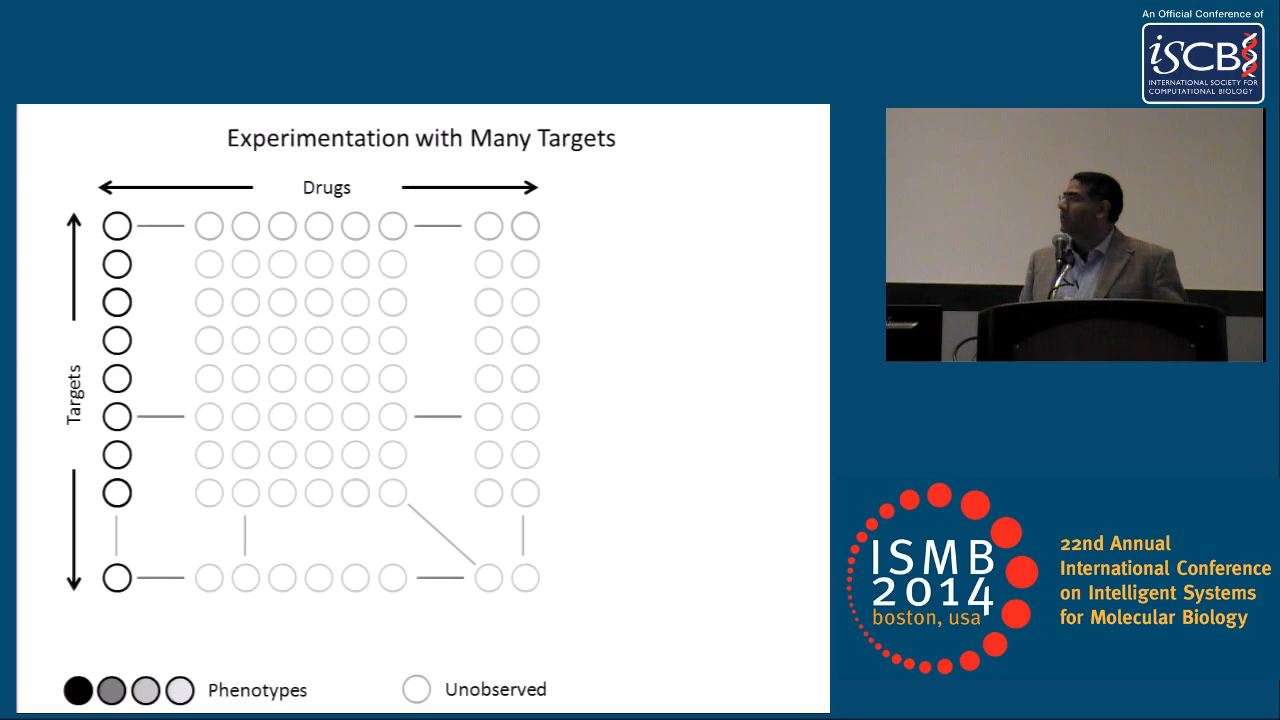 An Official Conference of
iSCB
INTERNATIONAL SOCIETY FOR
COMPUTATIONAL BIOLOGY
Experimentation with Many Targets
Drugs
Targets
Phenotypes
Unobserved
ISMB
2014
boston, usa
22nd Annual
International Conference
on Intelligent Systems
for Molecular Biology